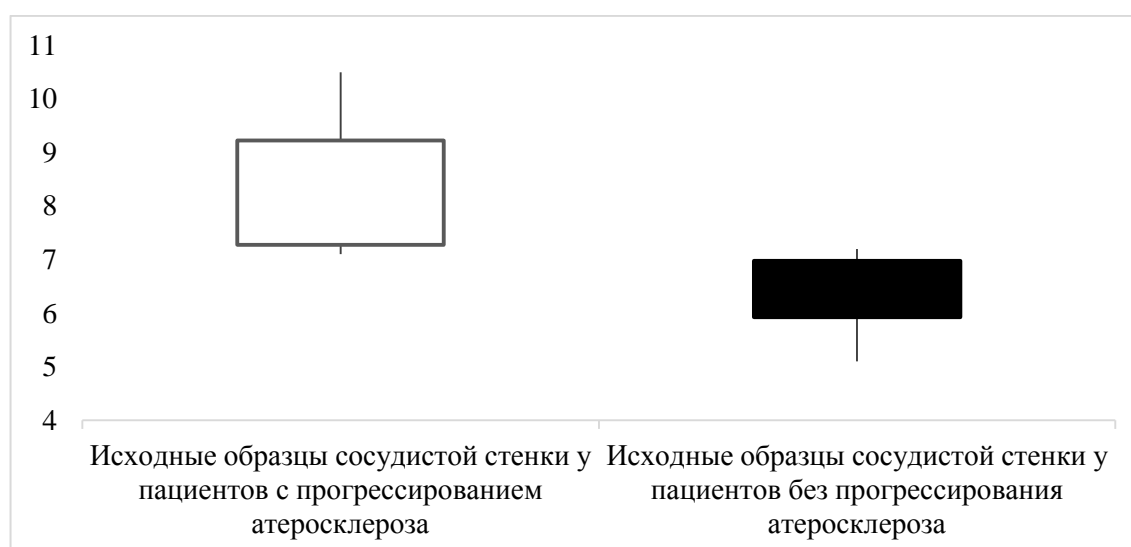 11
10
9
8
7
6
5
4
Исходные образцы сосудистой стенки у
пациентов с прогрессированием
атеросклероза
Исходные образцы сосудистой стенки у
пациентов без прогрессирования
атеросклероза